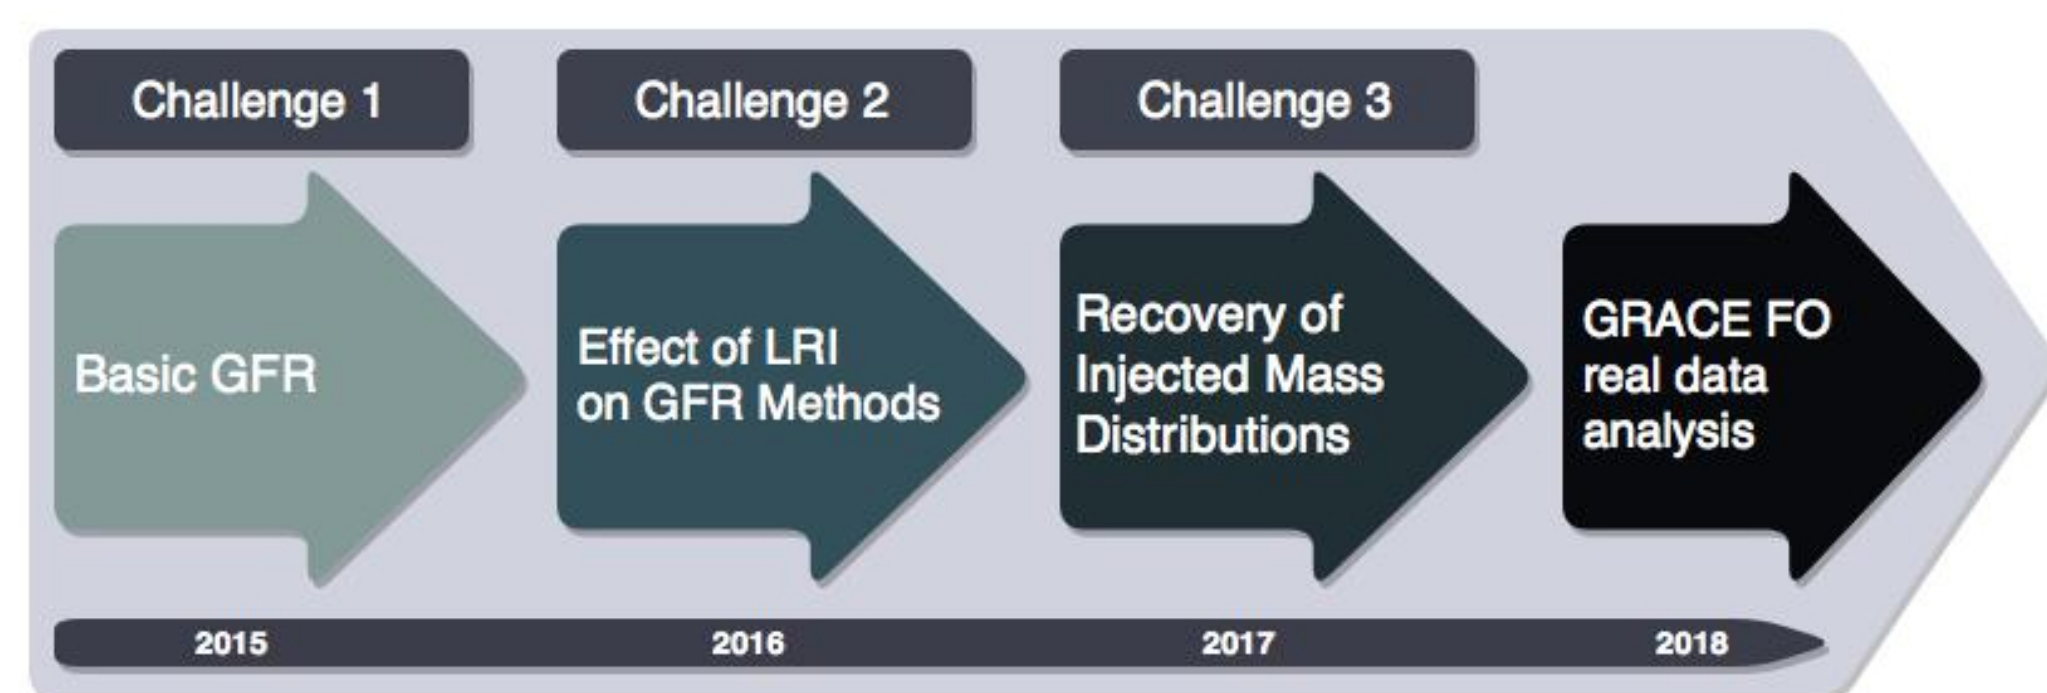 Challenge 1
Challenge 2
Challenge 3
Basic GFR
Effect of LRI
on GFR Methods
Recovery of
Injected Mass
Distributions
GRACE FO
real data
analysis
2015
2016
2017
2018